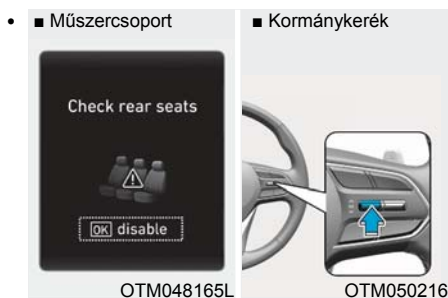 • ■ Műszercsoport
■ Kormánykerék
Check rear seats
OK disable
OTM048165L
OTM050216